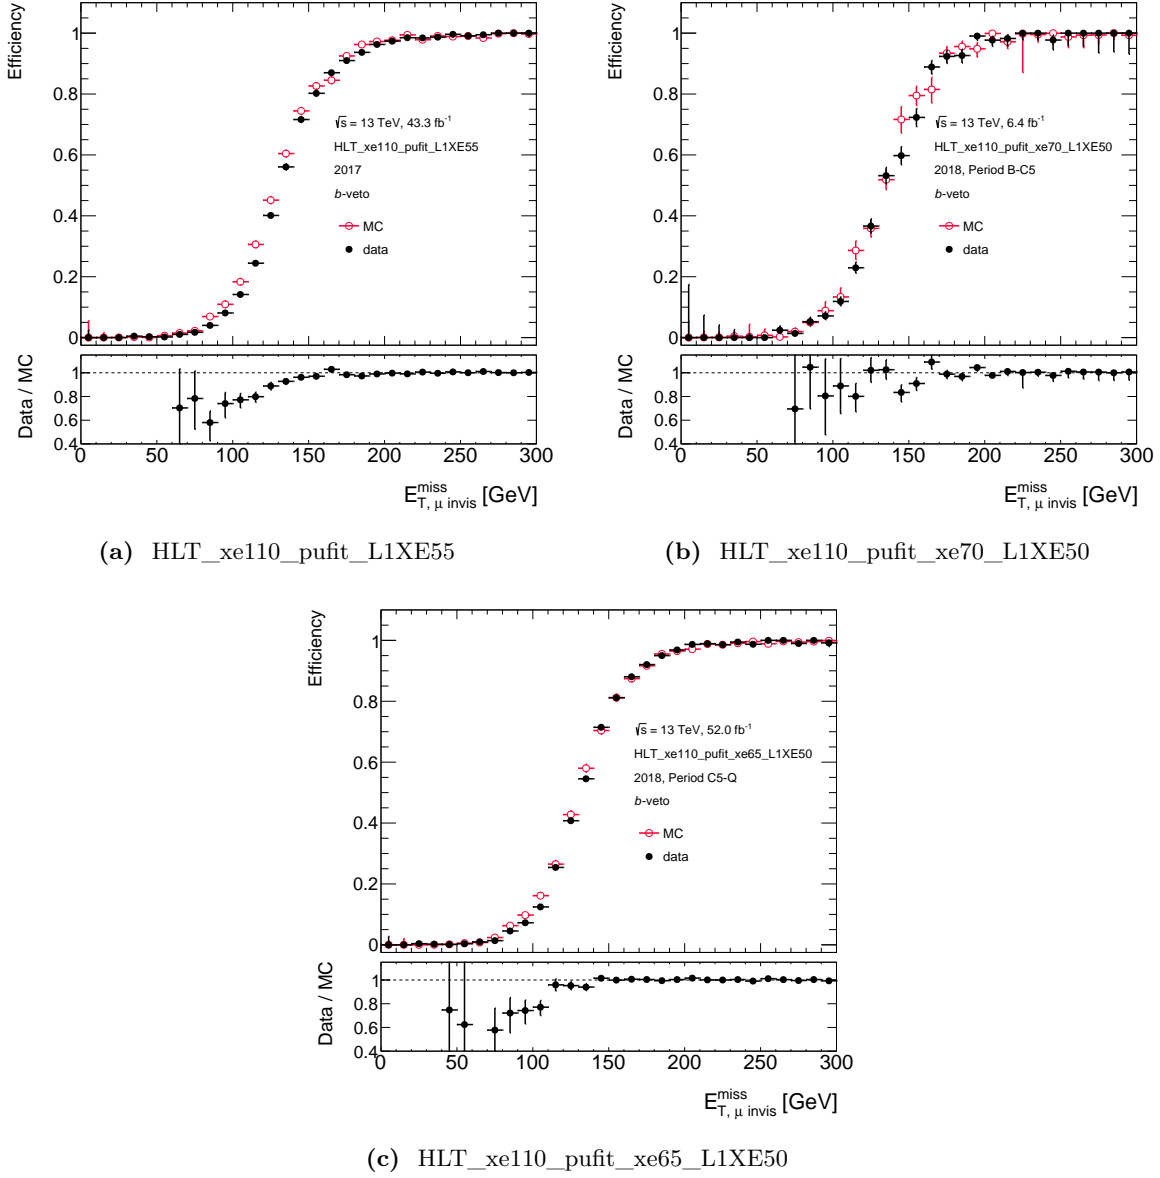 Efficiency
1
0.8
0.6
0.4
0.2
0
√s = 13 TeV, 43.3 fb⁻¹
HLT_xe110_pufit_L1XE55
2017
b-veto
MC
data
Data / MC
1
0.8
0.6
0.4
0 50 100 150 200 250 300
E_T, μ invis^miss [GeV]
(a) HLT_xe110_pufit_L1XE55
Efficiency
1
0.8
0.6
0.4
0.2
0
√s = 13 TeV, 6.4 fb⁻¹
HLT_xe110_pufit_xe70_L1XE50
2018, Period B-C5
b-veto
MC
data
Data / MC
1
0.8
0.6
0.4
0 50 100 150 200 250 300
E_T, μ invis^miss [GeV]
(b) HLT_xe110_pufit_xe70_L1XE50
Efficiency
1
0.8
0.6
0.4
0.2
0
√s = 13 TeV, 52.0 fb⁻¹
HLT_xe110_pufit_xe65_L1XE50
2018, Period C5-Q
b-veto
MC
data
Data / MC
1
0.8
0.6
0.4
0 50 100 150 200 250 300
E_T, μ invis^miss [GeV]
(c) HLT_xe110_pufit_xe65_L1XE50